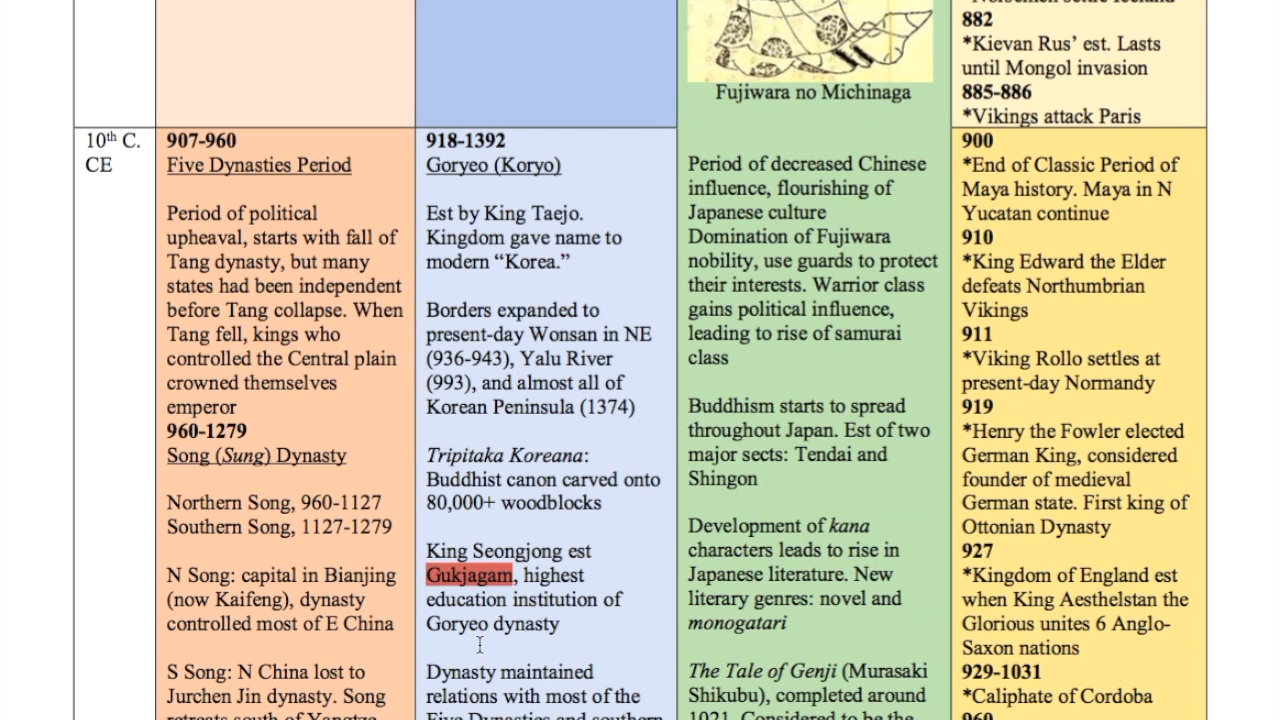 882
*Kievan Rus’ est. Lasts
until Mongol invasion
885-886
*Vikings attack Paris
Fujiwara no Michinaga
10th C.
CE
907-960
Five Dynasties Period
Period of political
upheaval, starts with fall of
Tang dynasty, but many
states had been independent
before Tang collapse. When
Tang fell, kings who
controlled the Central plain
crowned themselves
emperor
960-1279
Song (Sung) Dynasty
Northern Song, 960-1127
Southern Song, 1127-1279
N Song: capital in Bianjing
(now Kaifeng), dynasty
controlled most of E China
S Song: N China lost to
Jurchen Jin dynasty. Song
retreats south of Yangtze
918-1392
Goryeo (Koryo)
Est by King Taejo.
Kingdom gave name to
modern “Korea.”
Borders expanded to
present-day Wonsan in NE
(936-943), Yalu River
(993), and almost all of
Korean Peninsula (1374)
Tripitaka Koreana:
Buddhist canon carved onto
80,000+ woodblocks
King Seongjong est
Gukjagam, highest
education institution of
Goryeo dynasty
Dynasty maintained
relations with most of the
Five Dynasties and southern
Period of decreased Chinese
influence, flourishing of
Japanese culture
Domination of Fujiwara
nobility, use guards to protect
their interests. Warrior class
gains political influence,
leading to rise of samurai
class
Buddhism starts to spread
throughout Japan. Est of two
major sects: Tendai and
Shingon
Development of kana
characters leads to rise in
Japanese literature. New
literary genres: novel and
monogatari
The Tale of Genji (Murasaki
Shikubu), completed around
1021. Considered to be the
900
*End of Classic Period of
Maya history. Maya in N
Yucatan continue
910
*King Edward the Elder
defeats Northumbrian
Vikings
911
*Viking Rollo settles at
present-day Normandy
919
*Henry the Fowler elected
German King, considered
founder of medieval
German state. First king of
Ottonian Dynasty
927
*Kingdom of England est
when King Aesthelstan the
Glorious unites 6 Anglo-
Saxon nations
929-1031
*Caliphate of Cordoba
960